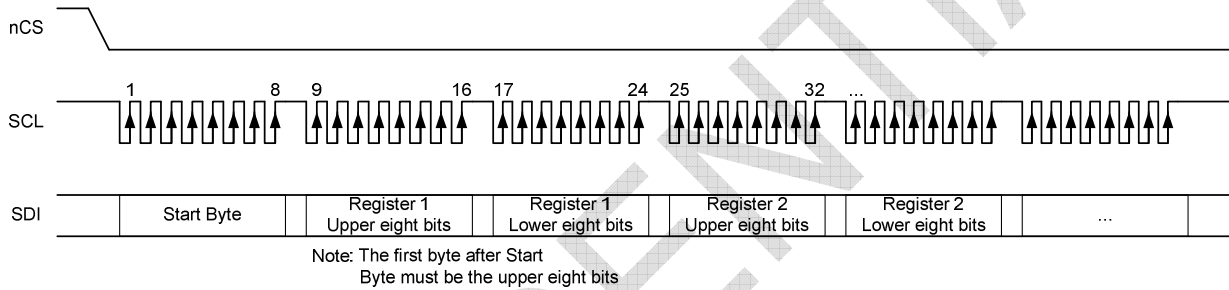 nCS
1 8 9 16 17 24 25 32 ...
SCL
SDI
Start Byte
Register 1
Upper eight bits
Register 1
Lower eight bits
Register 2
Upper eight bits
Register 2
Lower eight bits
...
Note: The first byte after Start
Byte must be the upper eight bits